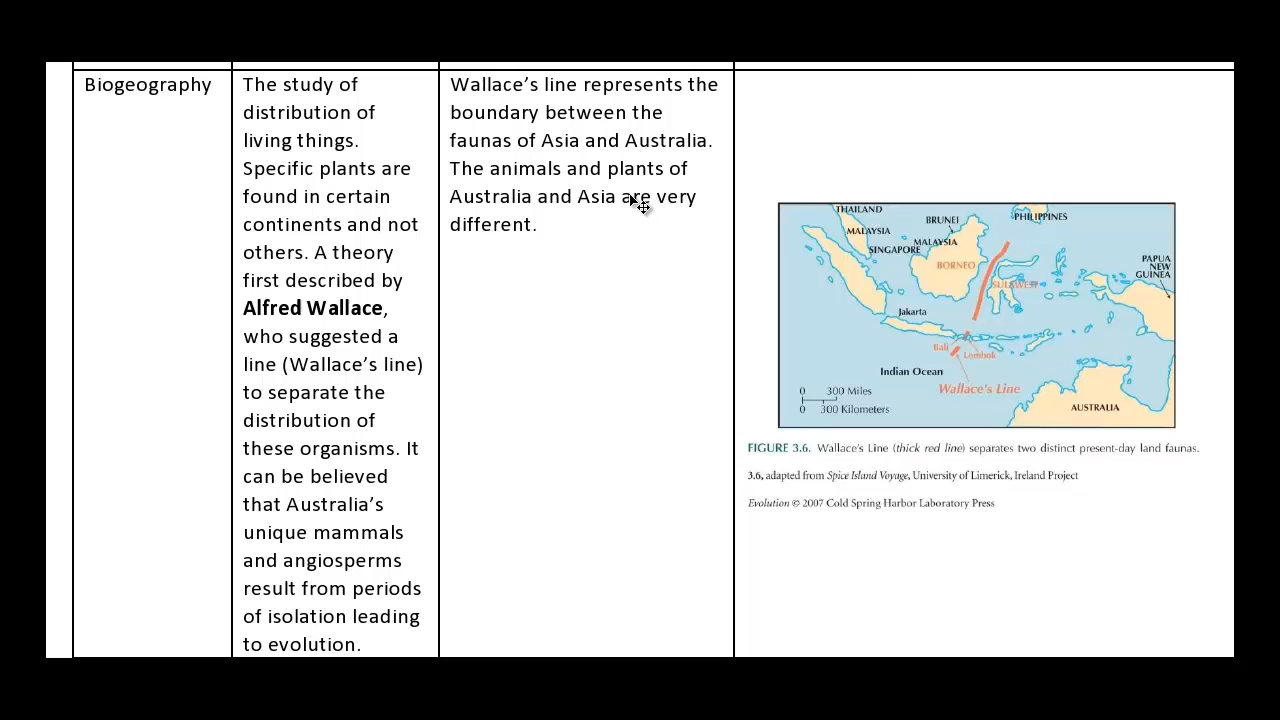 Biogeography
The study of
distribution of
living things.
Specific plants are
found in certain
continents and not
others. A theory
first described by
Alfred Wallace,
who suggested a
line (Wallace’s line)
to separate the
distribution of
these organisms. It
can be believed
that Australia’s
unique mammals
and angiosperms
result from periods
of isolation leading
to evolution.
Wallace’s line represents the
boundary between the
faunas of Asia and Australia.
The animals and plants of
Australia and Asia are very
different.
THAILAND
MALAYSIA
SINGAPORE
BRUNEI
MALAYSIA
PHILIPPINES
BORNEO
SULAWESI
PAPUA
NEW
GUINEA
Jakarta
Bali
Lombok
Indian Ocean
Wallace's Line
0 300 Miles
0 300 Kilometers
AUSTRALIA
FIGURE 3.6. Wallace's Line (thick red line) separates two distinct present-day land faunas.
3.6, adapted from Spice Island Voyage, University of Limerick, Ireland Project
Evolution © 2007 Cold Spring Harbor Laboratory Press